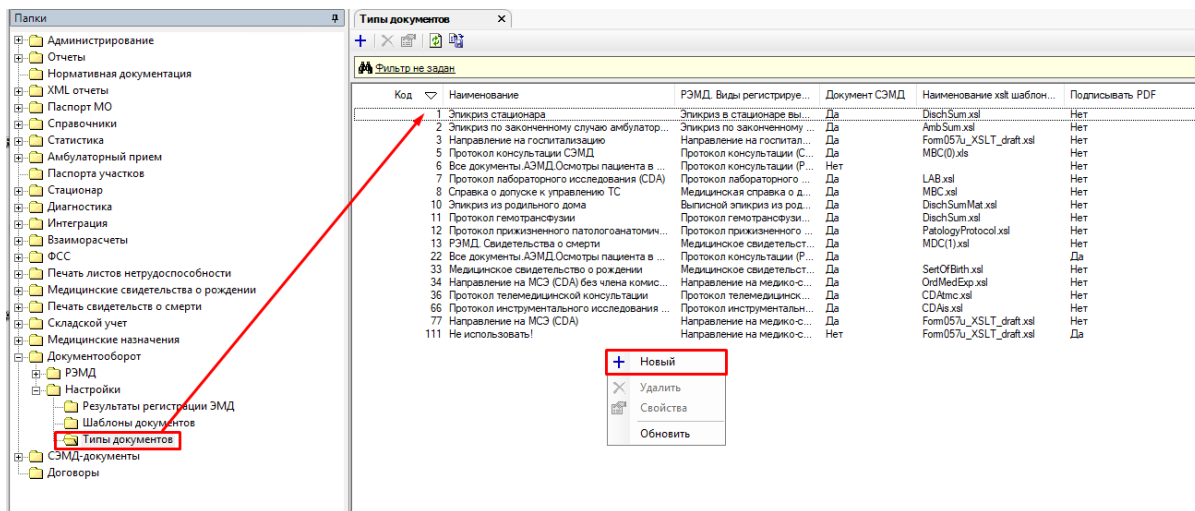 Папки
Администрирование
Отчеты
Нормативная документация
XML отчеты
Паспорт МО
Справочники
Статистика
Амбулаторный прием
Паспорта участков
Стационар
Диагностика
Интеграция
Взаиморасчеты
ФСС
Печать листов нетрудоспособности
Медицинские свидетельства о рождении
Печать свидетельств о смерти
Складской учет
Медицинские назначения
Документооборот
РЭМД
Настройки
Результаты регистрации ЭМД
Шаблоны документов
Типы документов
СЭМД-документы
Договоры
Типы документов
Фильтр не задан
Код Наименование РЭМД. Виды регистрируе... Документ СЭМД Наименование xslt шаблон... Подписывать PDF
1 Эпикриз стационара Эпикриз в стационаре вы... Да DischSum.xsl Нет
2 Эпикриз по законченному случаю амбулатор... Эпикриз по законченному ... Да AmbSum.xsl Нет
3 Направление на госпитализацию Направление на госпитал... Да Form057u_XSLT_draft.xsl Нет
5 Протокол консультации СЭМД Протокол консультации (С... Да MBC(0).xls Нет
6 Все документы.АЭМД.Осмотры пациента в ... Протокол консультации (Р... Нет Нет
7 Протокол лабораторного исследования (CDA) Протокол лабораторного ... Да LAB.xsl Нет
8 Справка о допуске к управлению ТС Медицинская справка о д... Да MBC.xsl Нет
10 Эпикриз из родильного дома Выписной эпикриз из род... Да DischSumMat.xsl Нет
11 Протокол гемотрансфузии Протокол гемотрансфузи... Да DischSum.xsl Нет
12 Протокол прижизненного патологоанатомич... Протокол прижизненного ... Да PatologyProtocol.xsl Нет
13 РЭМД. Свидетельства о смерти Медицинское свидетельст... Да MDC(1).xsl Нет
22 Все документы.АЭМД.Осмотры пациента в ... Протокол консультации (Р... Да Да
33 Медицинское свидетельство о рождении Медицинское свидетельст... Да SertOfBirth.xsl Нет
34 Направление на МСЭ (CDA) без члена комис... Направление на медико-с... Да OrdMedExp.xsl Нет
36 Протокол телемедицинской консультации Протокол телемедицинск... Да CDAtmc.xsl Нет
66 Протокол инструментального исследования ... Протокол инструментальн... Да CDAis.xsl Нет
77 Направление на МСЭ (CDA) Направление на медико-с... Да Form057u_XSLT_draft.xsl Нет
111 Не использовать! Направление на медико-с... Нет Form057u_XSLT_draft.xsl Да
Новый
Удалить
Свойства
Обновить